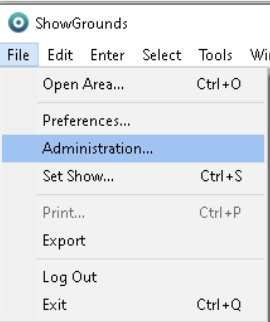 ShowGrounds
File Edit Enter Select Tools
Open Area... Ctrl+O
Preferences...
Administration...
Set Show... Ctrl+S
Print... Ctrl+P
Export
Log Out
Exit Ctrl+Q